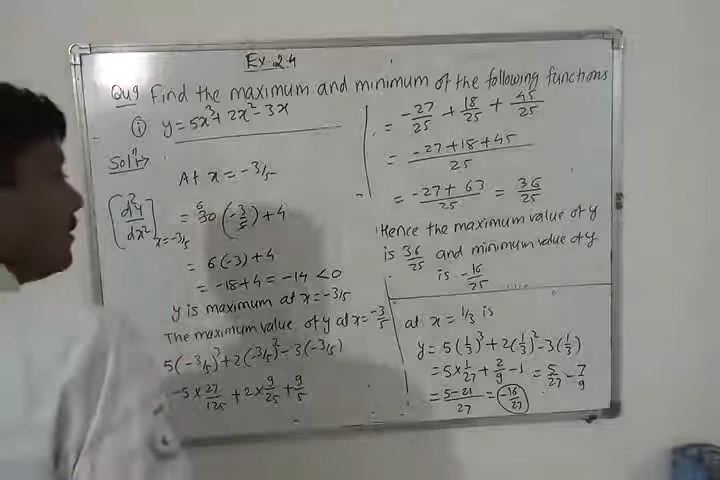 Ex. 2.4
Qu9 Find the maximum and minimum of the following functions
(i) y = 5x³ + 2x² - 3x
Solⁿ→
At x = -3/5
[d²y/dx²]x=-3/5 = 30(-3/5) + 4
= 6(-3) + 4
= -18 + 4 = -14 < 0
y is maximum at x = -3/5
The maximum value of y at x = -3/5
5(-3/5)³ + 2(-3/5)² - 3(-3/5)
-5 × 27/125 + 2 × 9/25 + 9/5
= -27/25 + 18/25 + 45/25
= -27 + 18 + 45/25
= -27 + 63/25 = 36/25
Hence the maximum value of y
is 36/25 and minimum value of y
is -16/25
at x = 1/3 is
y = 5(1/3)³ + 2(1/3)² - 3(1/3)
= 5 × 1/27 + 2/9 - 1 = 5/27 - 7/9
= 5-21/27 = -16/27